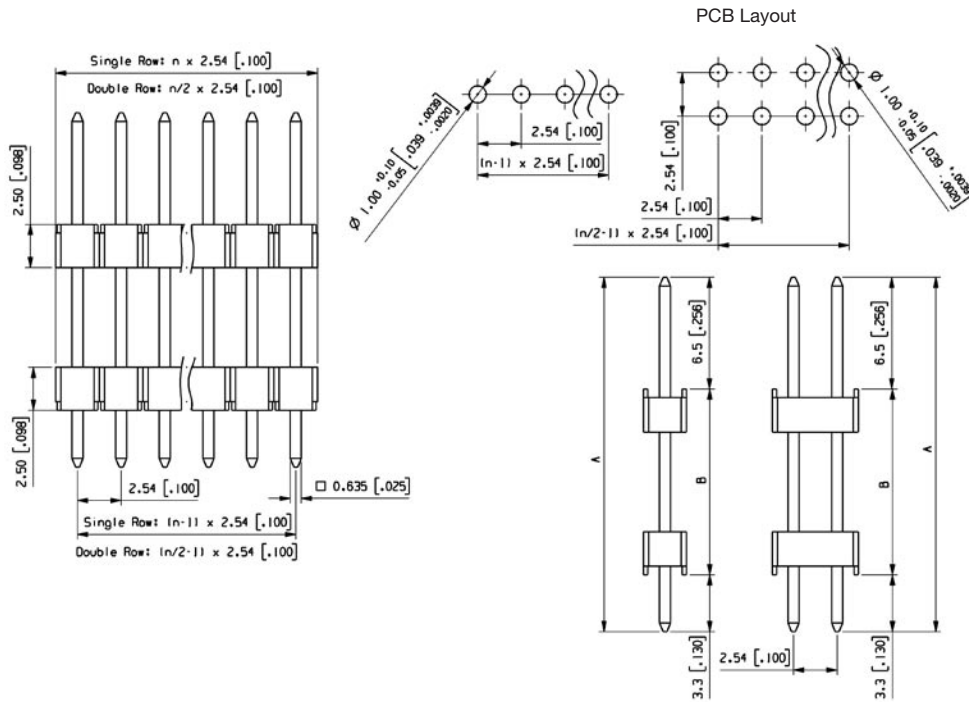 PCB Layout
Single Row: n x 2.54 [.100]
Double Row: n/2 x 2.54 [.100]
2.50 [.098]
2.50 [.098]
2.54 [.100]
□ 0.635 [.025]
Single Row: (n-1) x 2.54 [.100]
Double Row: (n/2-1) x 2.54 [.100]
Ø 1.00 +0.10 -0.05 [.039 +.0039 -.0020]
2.54 [.100]
(n-1) x 2.54 [.100]
Ø 1.00 +0.10 -0.05 [.039 +.0039 -.0020]
2.54 [.100]
2.54 [.100]
(n/2-1) x 2.54 [.100]
A
6.5 [.256]
B
3.3 [.130]
2.54 [.100]
6.5 [.256]
B
3.3 [.130]
A